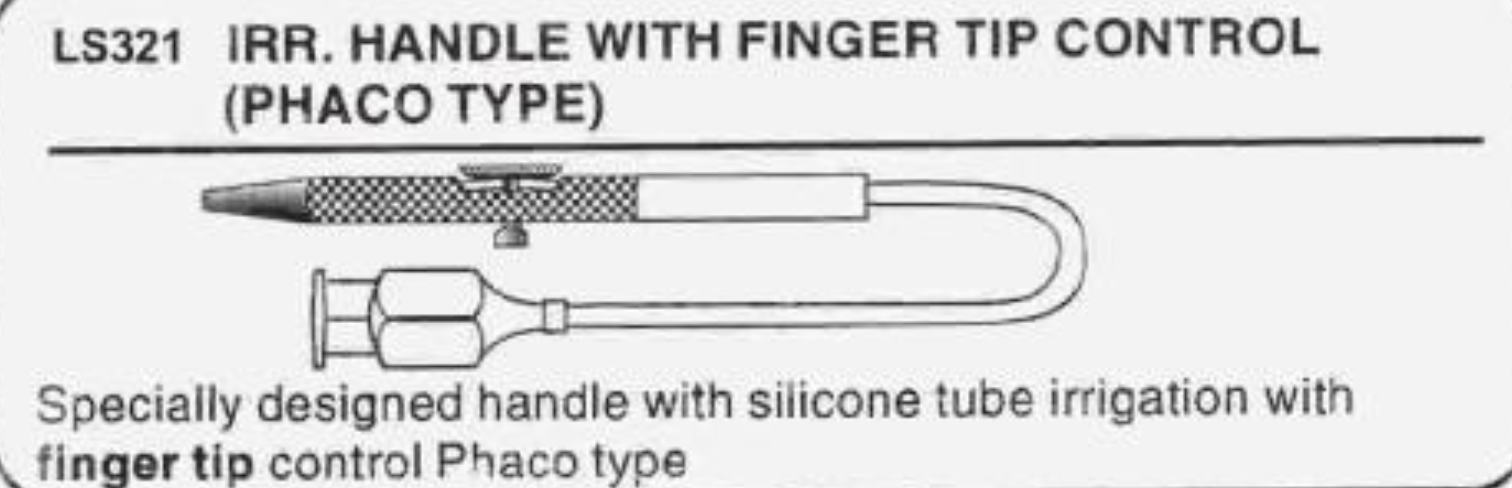 LS321 IRR. HANDLE WITH FINGER TIP CONTROL
(PHACO TYPE)
Specially designed handle with silicone tube irrigation with
finger tip control Phaco type